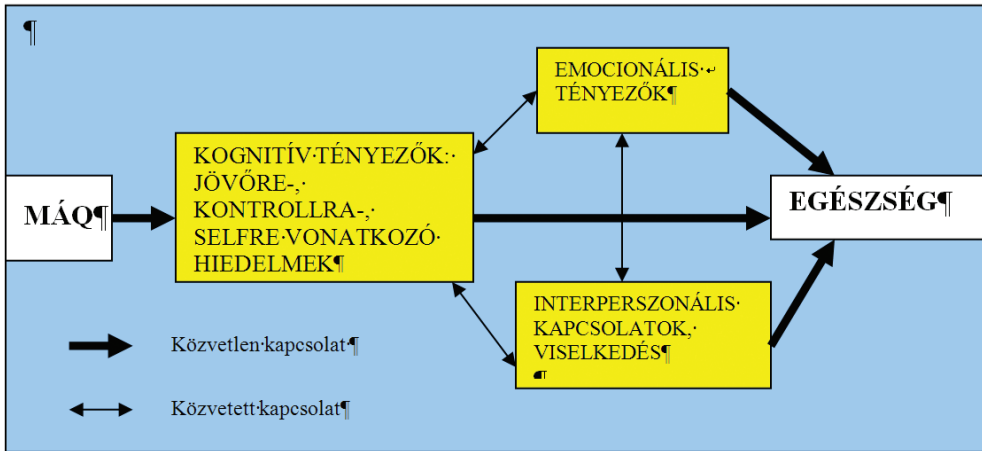 ¶
EMOCIONÁLIS·↵
TÉNYEZŐK¶
KOGNITÍV·TÉNYEZŐK:·
JÖVŐRE-,·
KONTROLLRA-,·
SELFRE·VONATKOZÓ·
HIEDELMEK¶
MÁQ¶
EGÉSZSÉG¶
INTERPERSZONÁLIS·
KAPCSOLATOK,·
VISELKEDÉS¶
¶
Közvetlen·kapcsolat·¶
Közvetett·kapcsolat¶